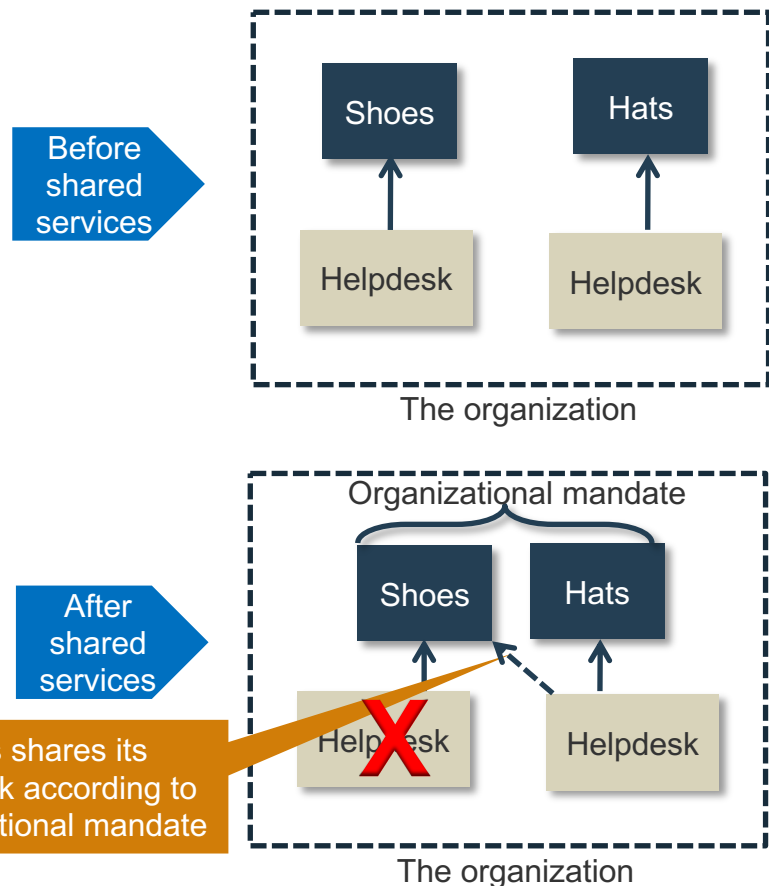 Shoes
Hats
Before
shared
services
Helpdesk
Helpdesk
The organization
Organizational mandate
Shoes
Hats
After
shared
services
Helpdesk
X
Helpdesk
shares its
according to
mandate
The organization